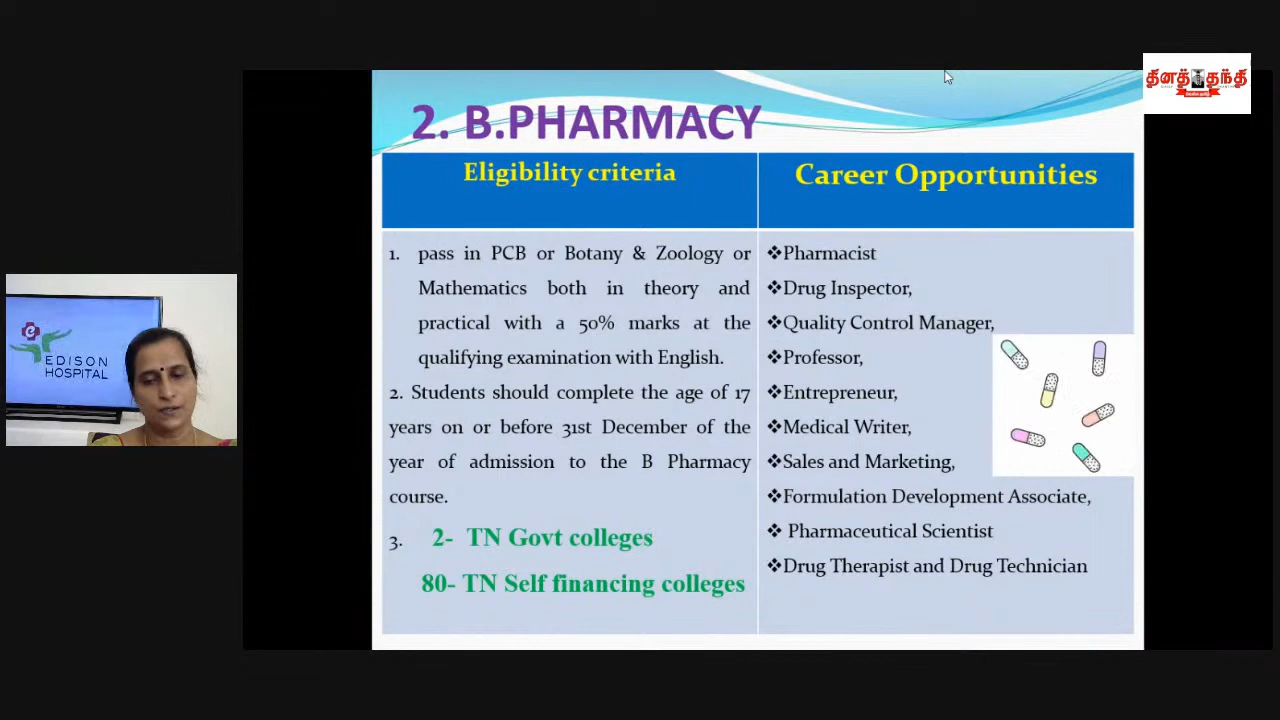 தினத்தந்தி
2. B.PHARMACY
Eligibility criteria
Career Opportunities
1. pass in PCB or Botany & Zoology or
Mathematics both in theory and
practical with a 50% marks at the
qualifying examination with English.
2. Students should complete the age of 17
years on or before 31st December of the
year of admission to the B Pharmacy
course.
3. 2- TN Govt colleges
80- TN Self financing colleges
❖Pharmacist
❖Drug Inspector,
❖Quality Control Manager,
❖Professor,
❖Entrepreneur,
❖Medical Writer,
❖Sales and Marketing,
❖Formulation Development Associate,
❖ Pharmaceutical Scientist
❖Drug Therapist and Drug Technician
e
EDISON
HOSPITAL